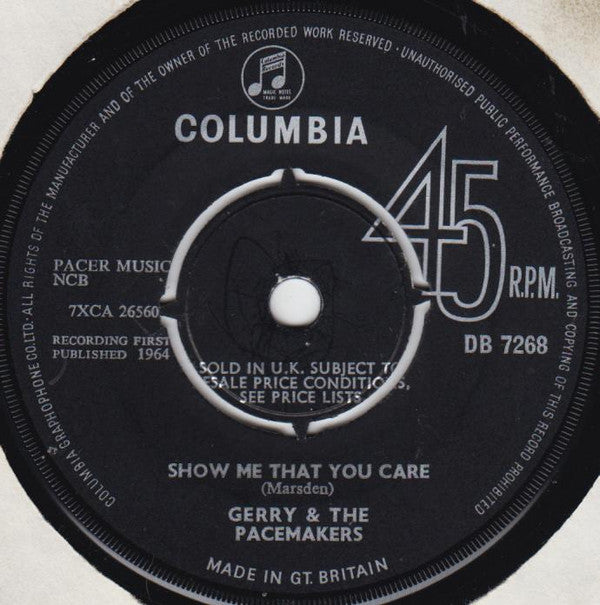 COLUMBIA GRAPHOPHONE CO. LTD. · ALL RIGHTS OF THE MANUFACTURER AND OF THE OWNER OF THE RECORDED WORK RESERVED · UNAUTHORISED PUBLIC PERFORMANCE BROADCASTING AND COPYING OF THIS RECORD PROHIBITED
Columbia
MAGIC NOTES
TRADE MARK
COLUMBIA
45
R.P.M.
PACER MUSIC
NCB
7XCA 26560
DB 7268
RECORDING FIRST
PUBLISHED 1964
SOLD IN U.K. SUBJECT TO
ESALE PRICE CONDITIONS,
SEE PRICE LISTS
SHOW ME THAT YOU CARE
(Marsden)
GERRY & THE
PACEMAKERS
MADE IN GT. BRITAIN